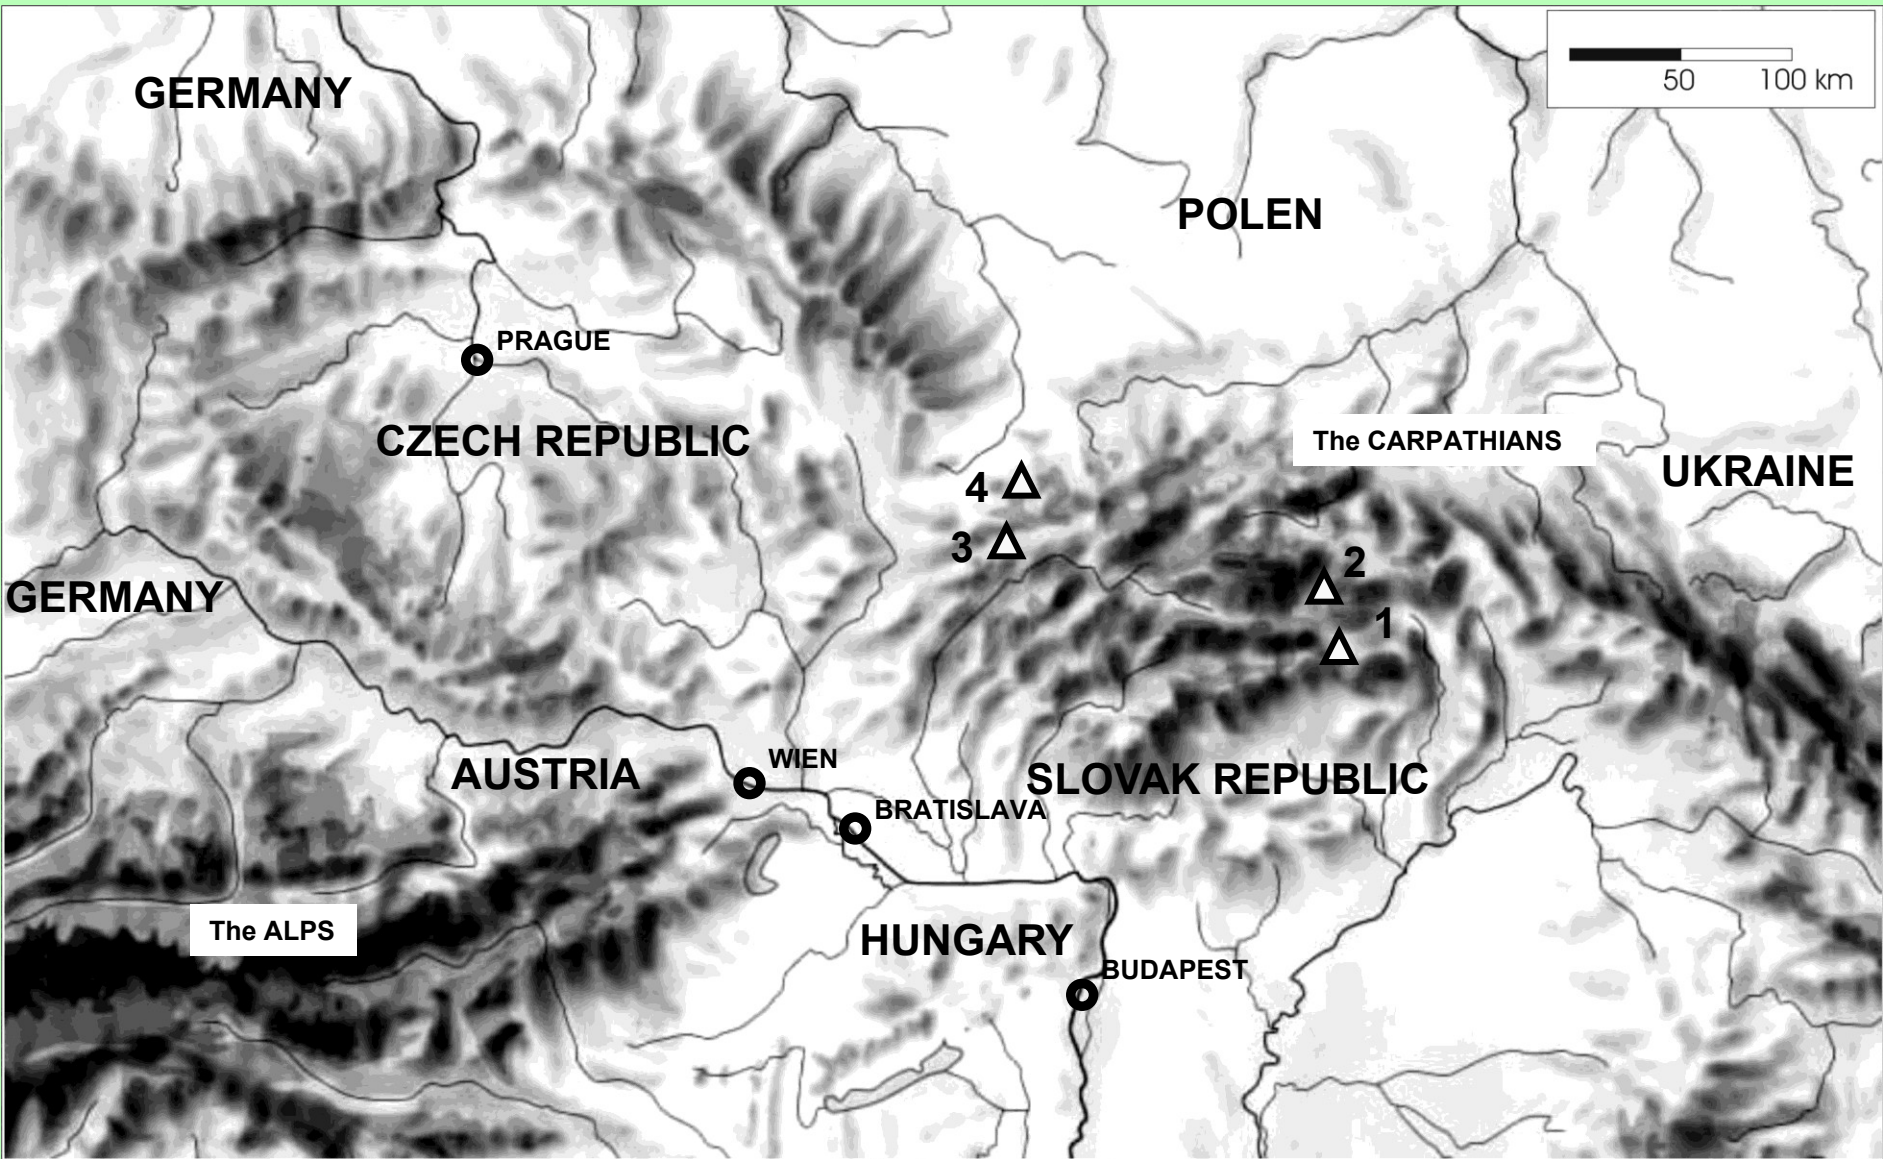 GERMANY
50 100 km
POLEN
PRAGUE
CZECH REPUBLIC
The CARPATHIANS
UKRAINE
4
3
2
GERMANY
1
WIEN
AUSTRIA
SLOVAK REPUBLIC
BRATISLAVA
The ALPS
HUNGARY
BUDAPEST